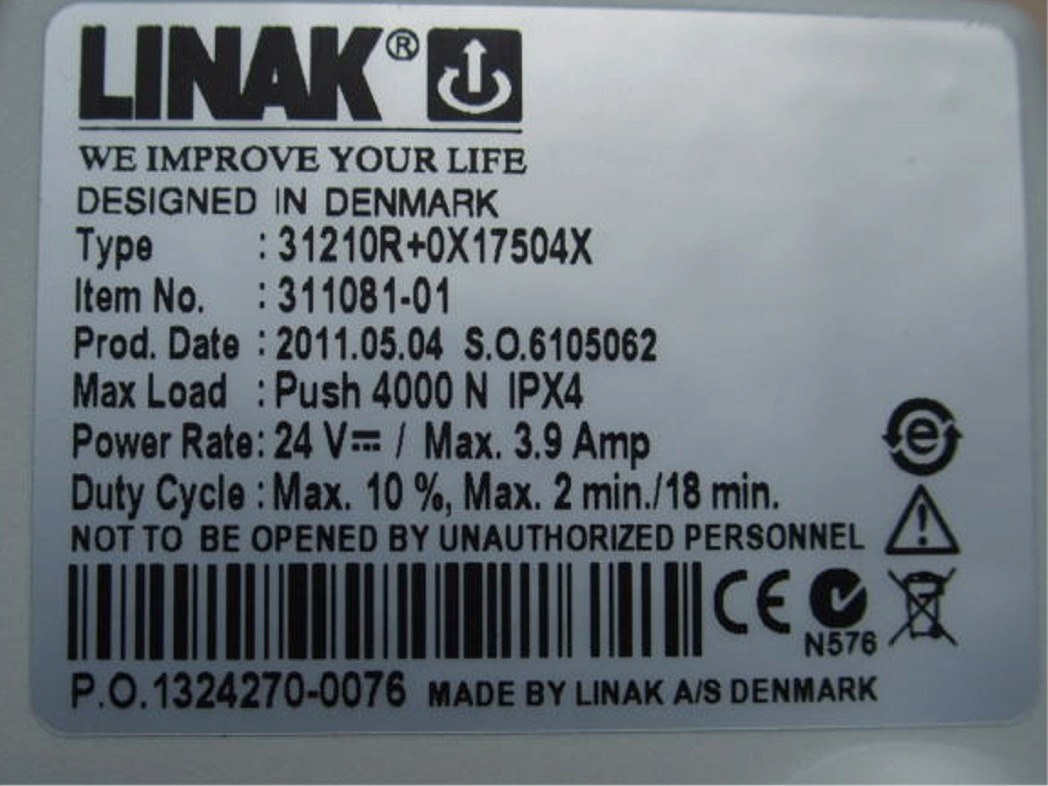 LINAK®
WE IMPROVE YOUR LIFE
DESIGNED IN DENMARK
Type : 31210R+0X17504X
Item No. : 311081-01
Prod. Date : 2011.05.04 S.O.6105062
Max Load : Push 4000 N IPX4
Power Rate: 24 V⎓ / Max. 3.9 Amp
Duty Cycle : Max. 10 %, Max. 2 min./18 min.
NOT TO BE OPENED BY UNAUTHORIZED PERSONNEL
CE
N576
P.O.1324270-0076 MADE BY LINAK A/S DENMARK